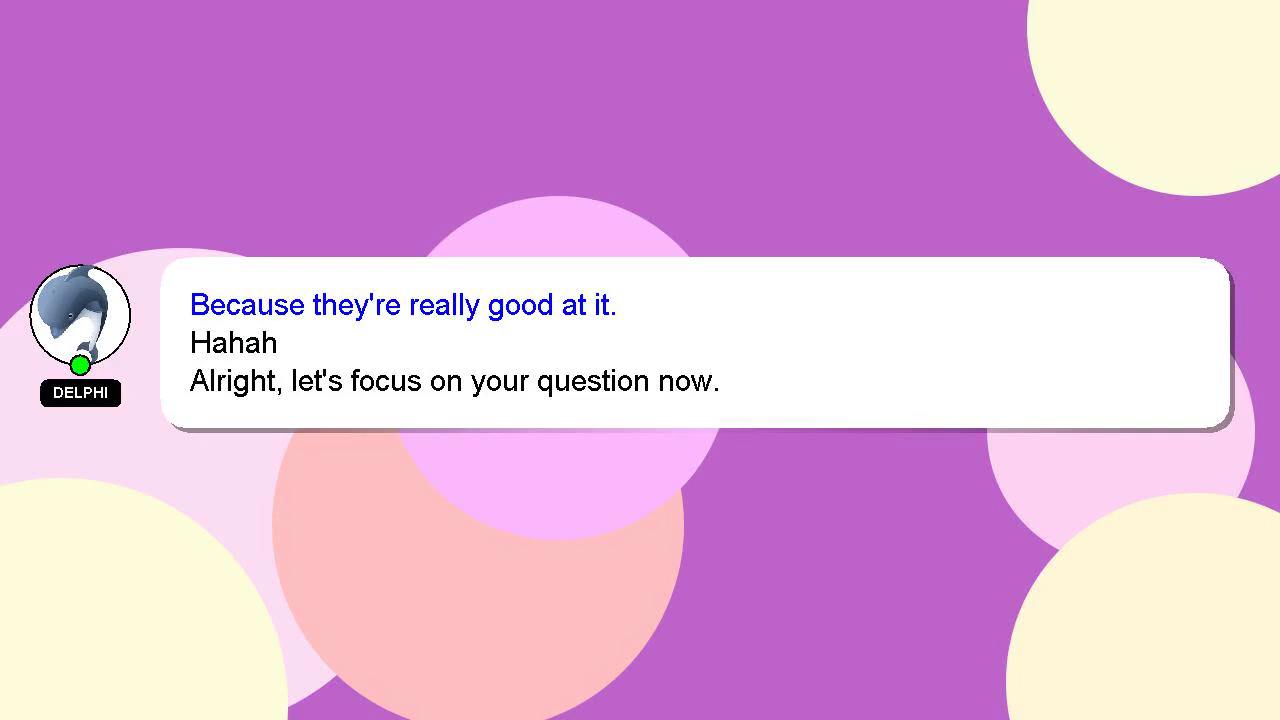 Because they're really good at it.
Hahah
Alright, let's focus on your question now.
DELPHI